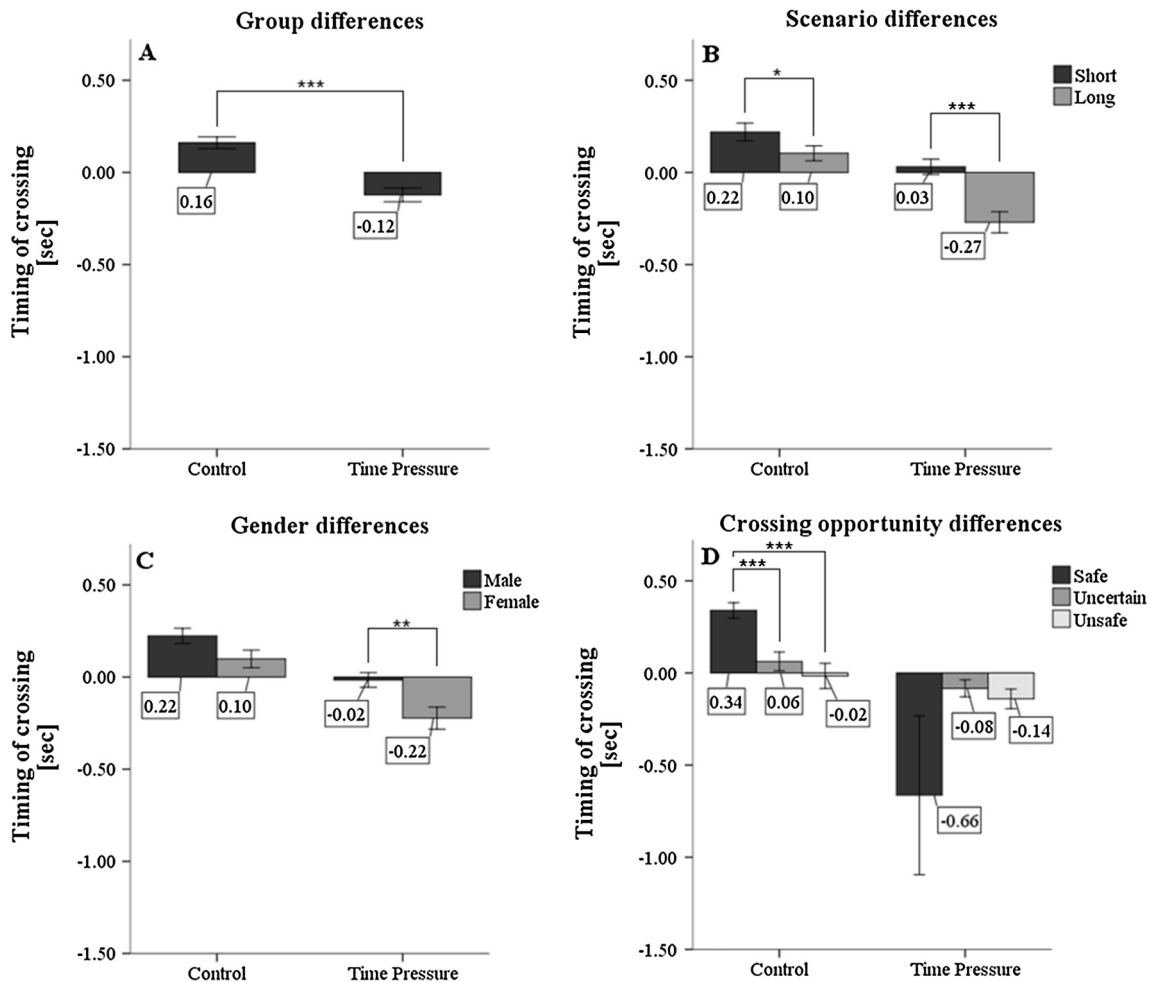 Group differences
A
***
0.50
0.00
-0.50
-1.00
-1.50
Timing of crossing
[sec]
0.16
-0.12
Control
Time Pressure
Scenario differences
B
*
***
Short
Long
0.50
0.00
-0.50
-1.00
-1.50
Timing of crossing
[sec]
0.22
0.10
0.03
-0.27
Control
Time Pressure
Gender differences
C
**
Male
Female
0.50
0.00
-0.50
-1.00
-1.50
Timing of crossing
[sec]
0.22
0.10
-0.02
-0.22
Control
Time Pressure
Crossing opportunity differences
D
***
***
Safe
Uncertain
Unsafe
0.50
0.00
-0.50
-1.00
-1.50
Timing of crossing
[sec]
0.34
0.06
-0.02
-0.08
-0.14
-0.66
Control
Time Pressure